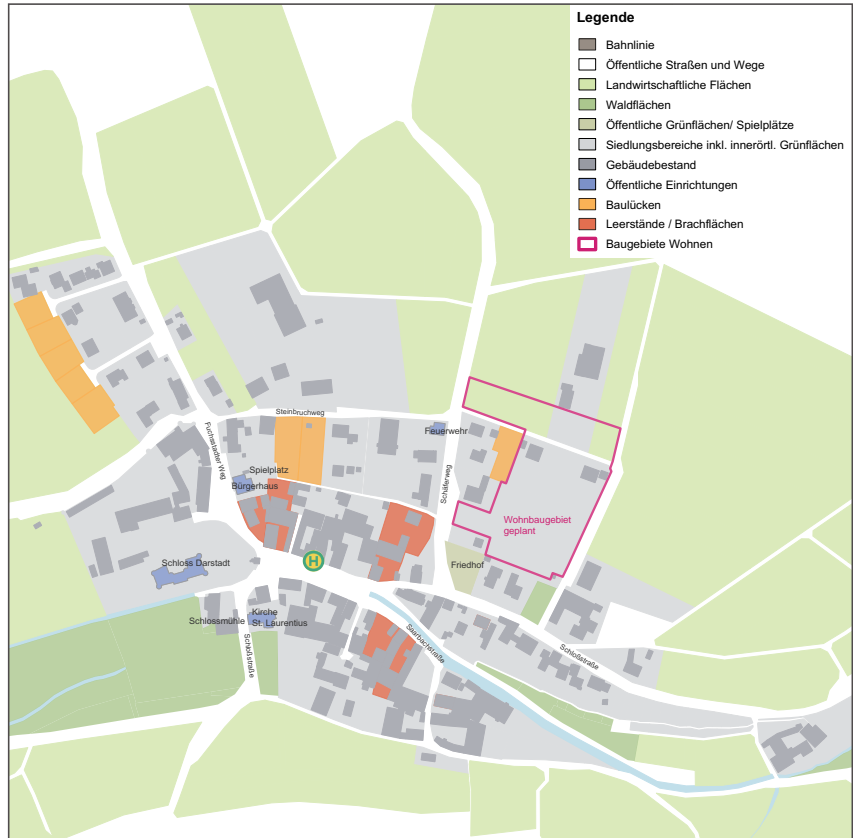 Legende
Bahnlinie
Öffentliche Straßen und Wege
Landwirtschaftliche Flächen
Waldflächen
Öffentliche Grünflächen/ Spielplätze
Siedlungsbereiche inkl. innerörtl. Grünflächen
Gebäudebestand
Öffentliche Einrichtungen
Baulücken
Leerstände / Brachflächen
Baugebiete Wohnen
Steinbruchweg
Fuchsstadter Weg
Feuerwehr
Spielplatz
Bürgerhaus
Schäferweg
Wohnbaugebiet
geplant
Schloss Darstadt
H
Friedhof
Kirche
St. Laurentius
Schlossmühle
Schloßstraße
Saarbachstraße
Schloßstraße